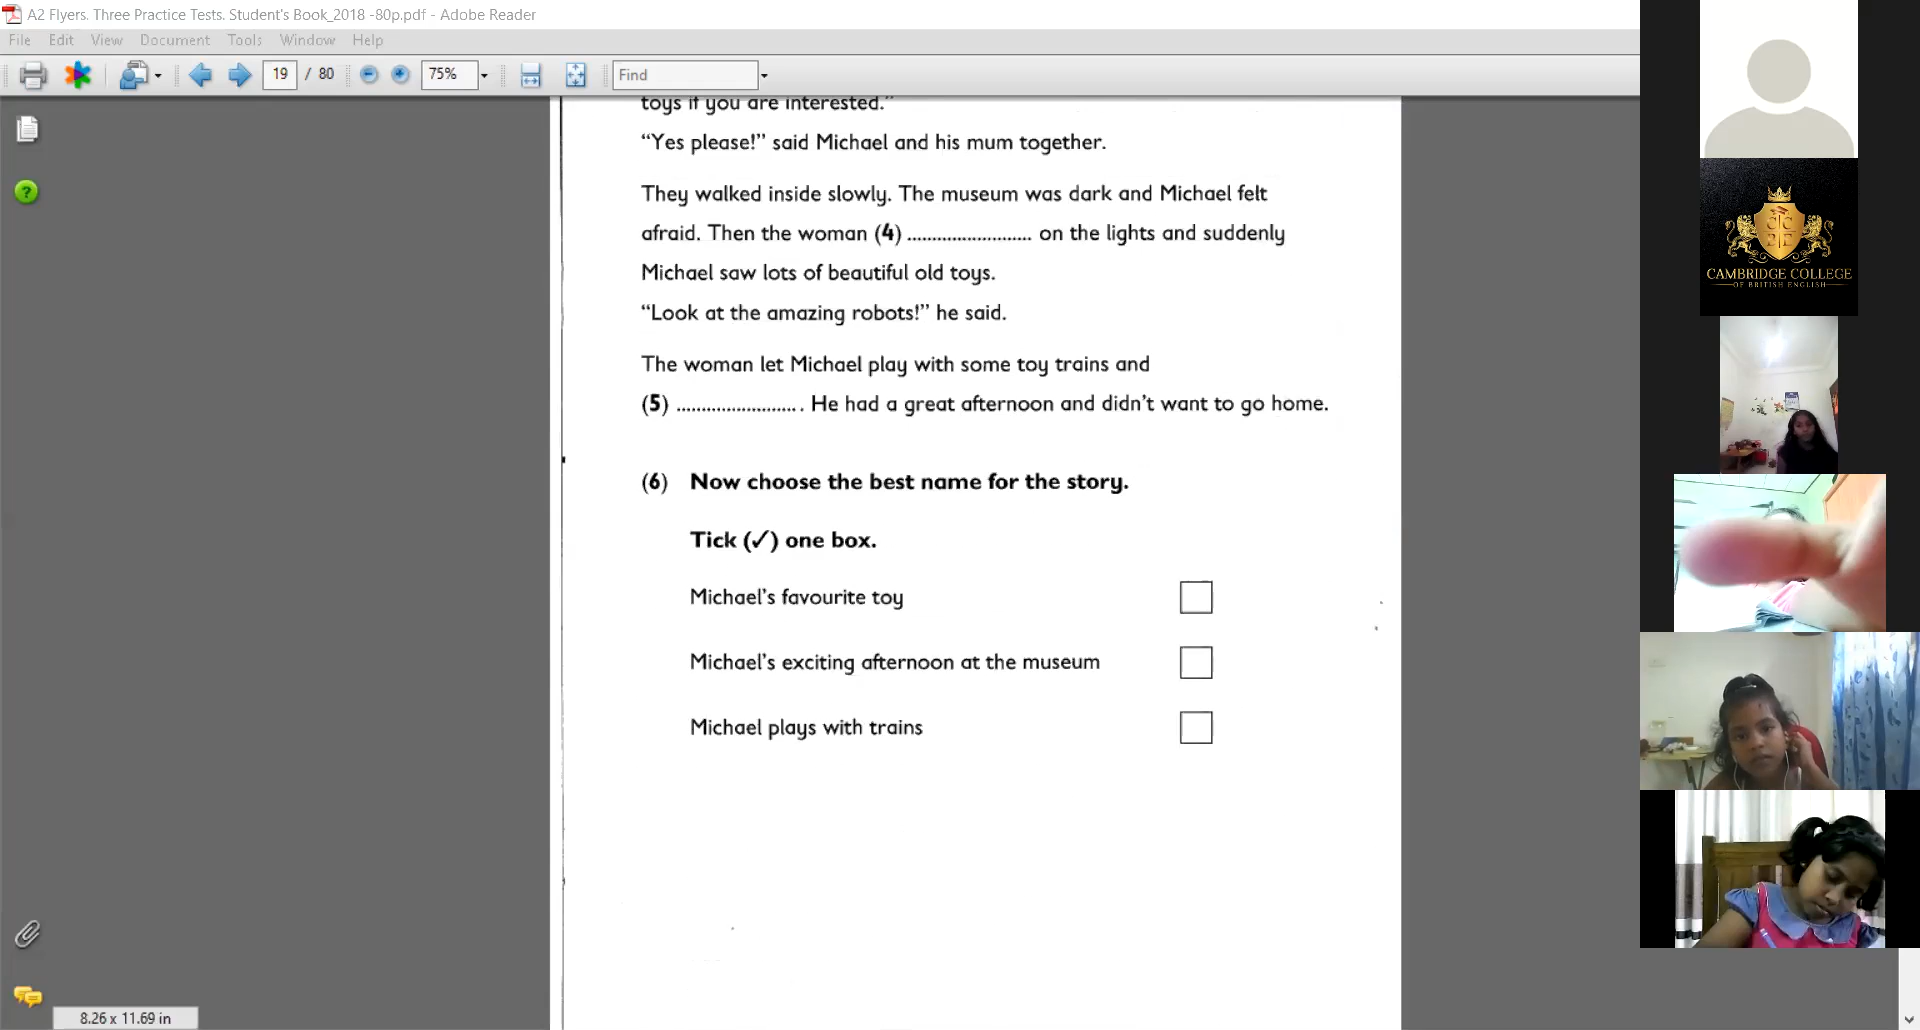 A2 Flyers. Three Practice Tests. Student's Book_2018 -80p.pdf - Adobe Reader
File Edit View Document Tools Window Help
19 / 80 75% Find
toys if you are interested.”
“Yes please!” said Michael and his mum together.
They walked inside slowly. The museum was dark and Michael felt
afraid. Then the woman (4) ......................... on the lights and suddenly
Michael saw lots of beautiful old toys.
“Look at the amazing robots!” he said.
The woman let Michael play with some toy trains and
(5) ........................ . He had a great afternoon and didn’t want to go home.
(6) Now choose the best name for the story.
Tick (✓) one box.
Michael’s favourite toy
Michael’s exciting afternoon at the museum
Michael plays with trains
8.26 x 11.69 in
CAMBRIDGE COLLEGE
OF BRITISH ENGLISH